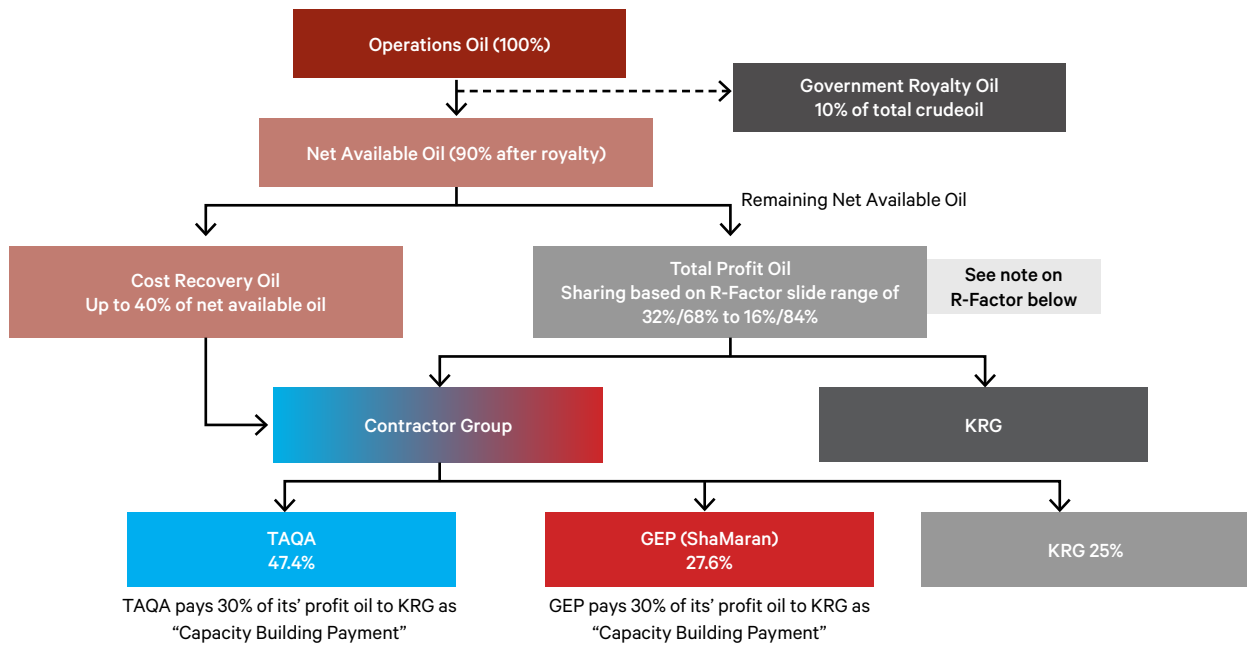 Operations Oil (100%)
Government Royalty Oil
10% of total crudeoil
Net Available Oil (90% after royalty)
Remaining Net Available Oil
Cost Recovery Oil
Up to 40% of net available oil
Total Profit Oil
Sharing based on R-Factor slide range of
32%/68% to 16%/84%
See note on
R-Factor below
Contractor Group
KRG
TAQA
47.4%
GEP (ShaMaran)
27.6%
KRG 25%
TAQA pays 30% of its’ profit oil to KRG as
“Capacity Building Payment”
GEP pays 30% of its’ profit oil to KRG as
“Capacity Building Payment”